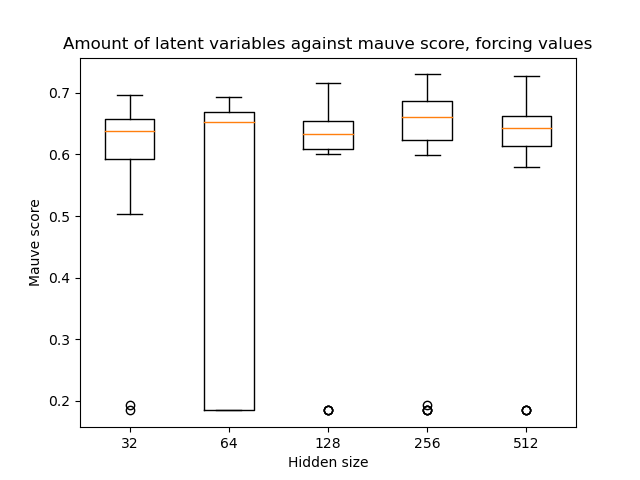 Amount of latent variables against mauve score, forcing values
0.7
0.6
0.5
0.4
0.3
0.2
Mauve score
32 64 128 256 512
Hidden size